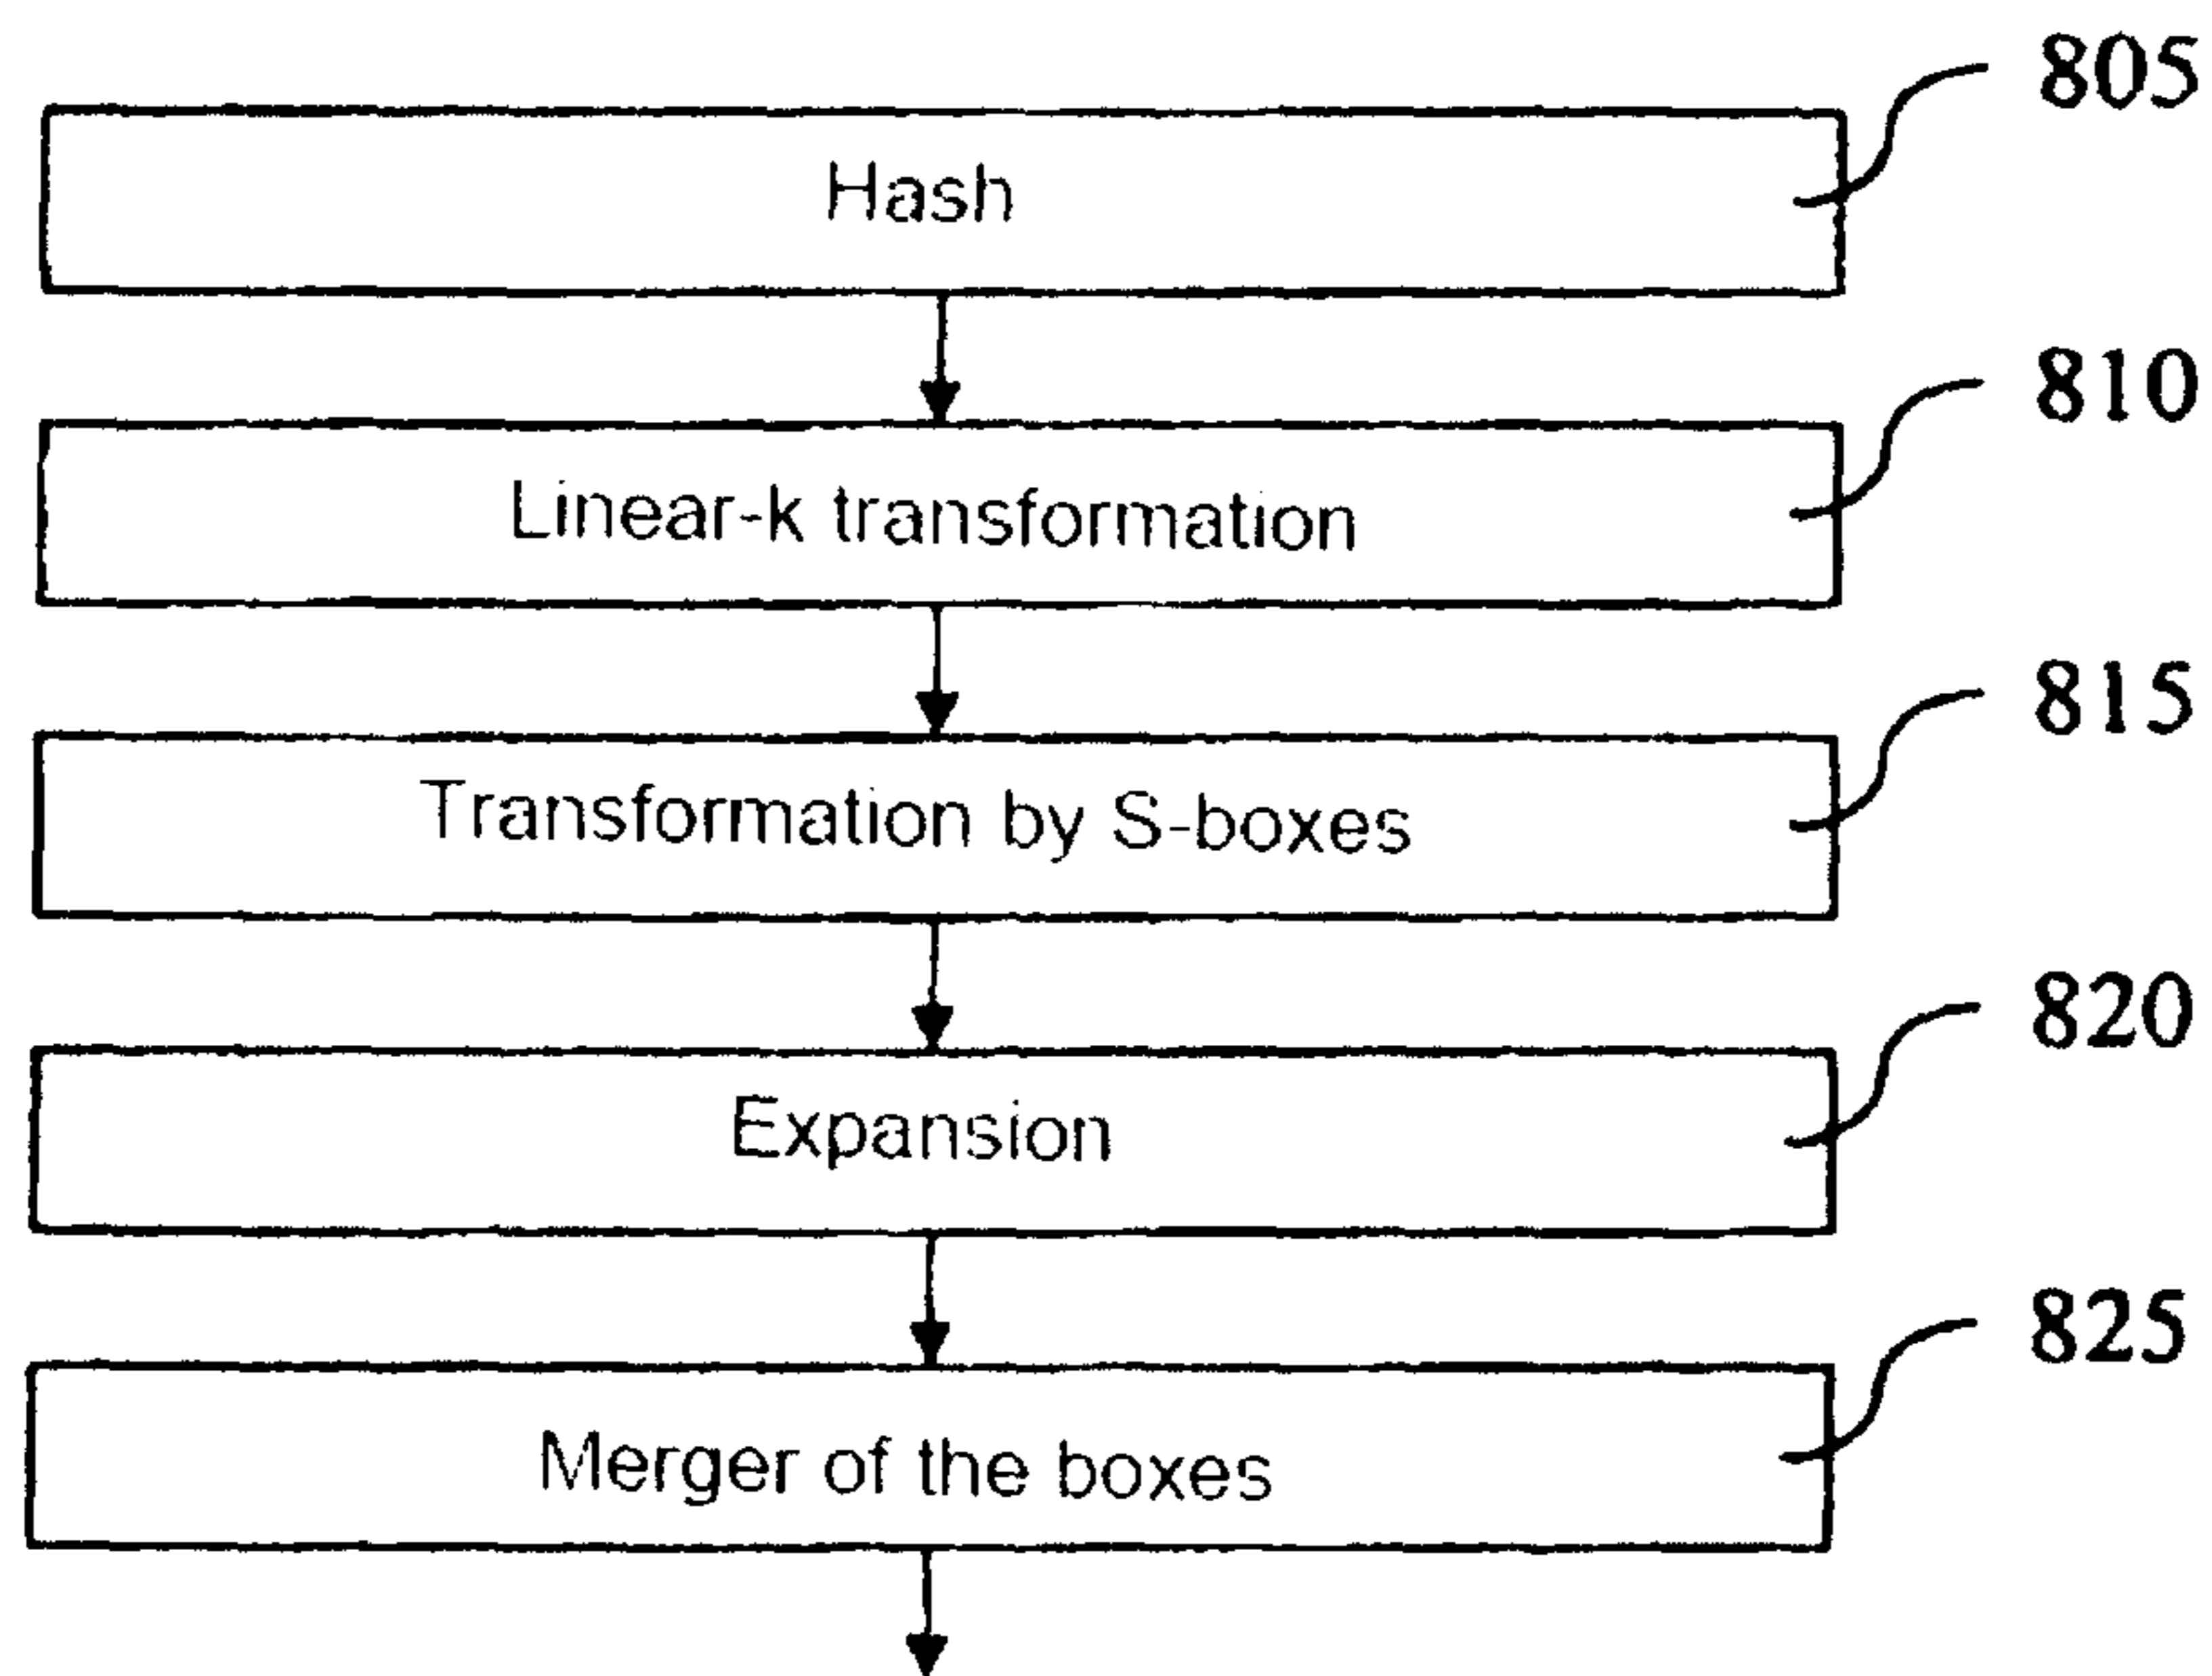 805
Hash
810
Linear-k transformation
815
Transformation by S-boxes
820
Expansion
825
Merger of the boxes